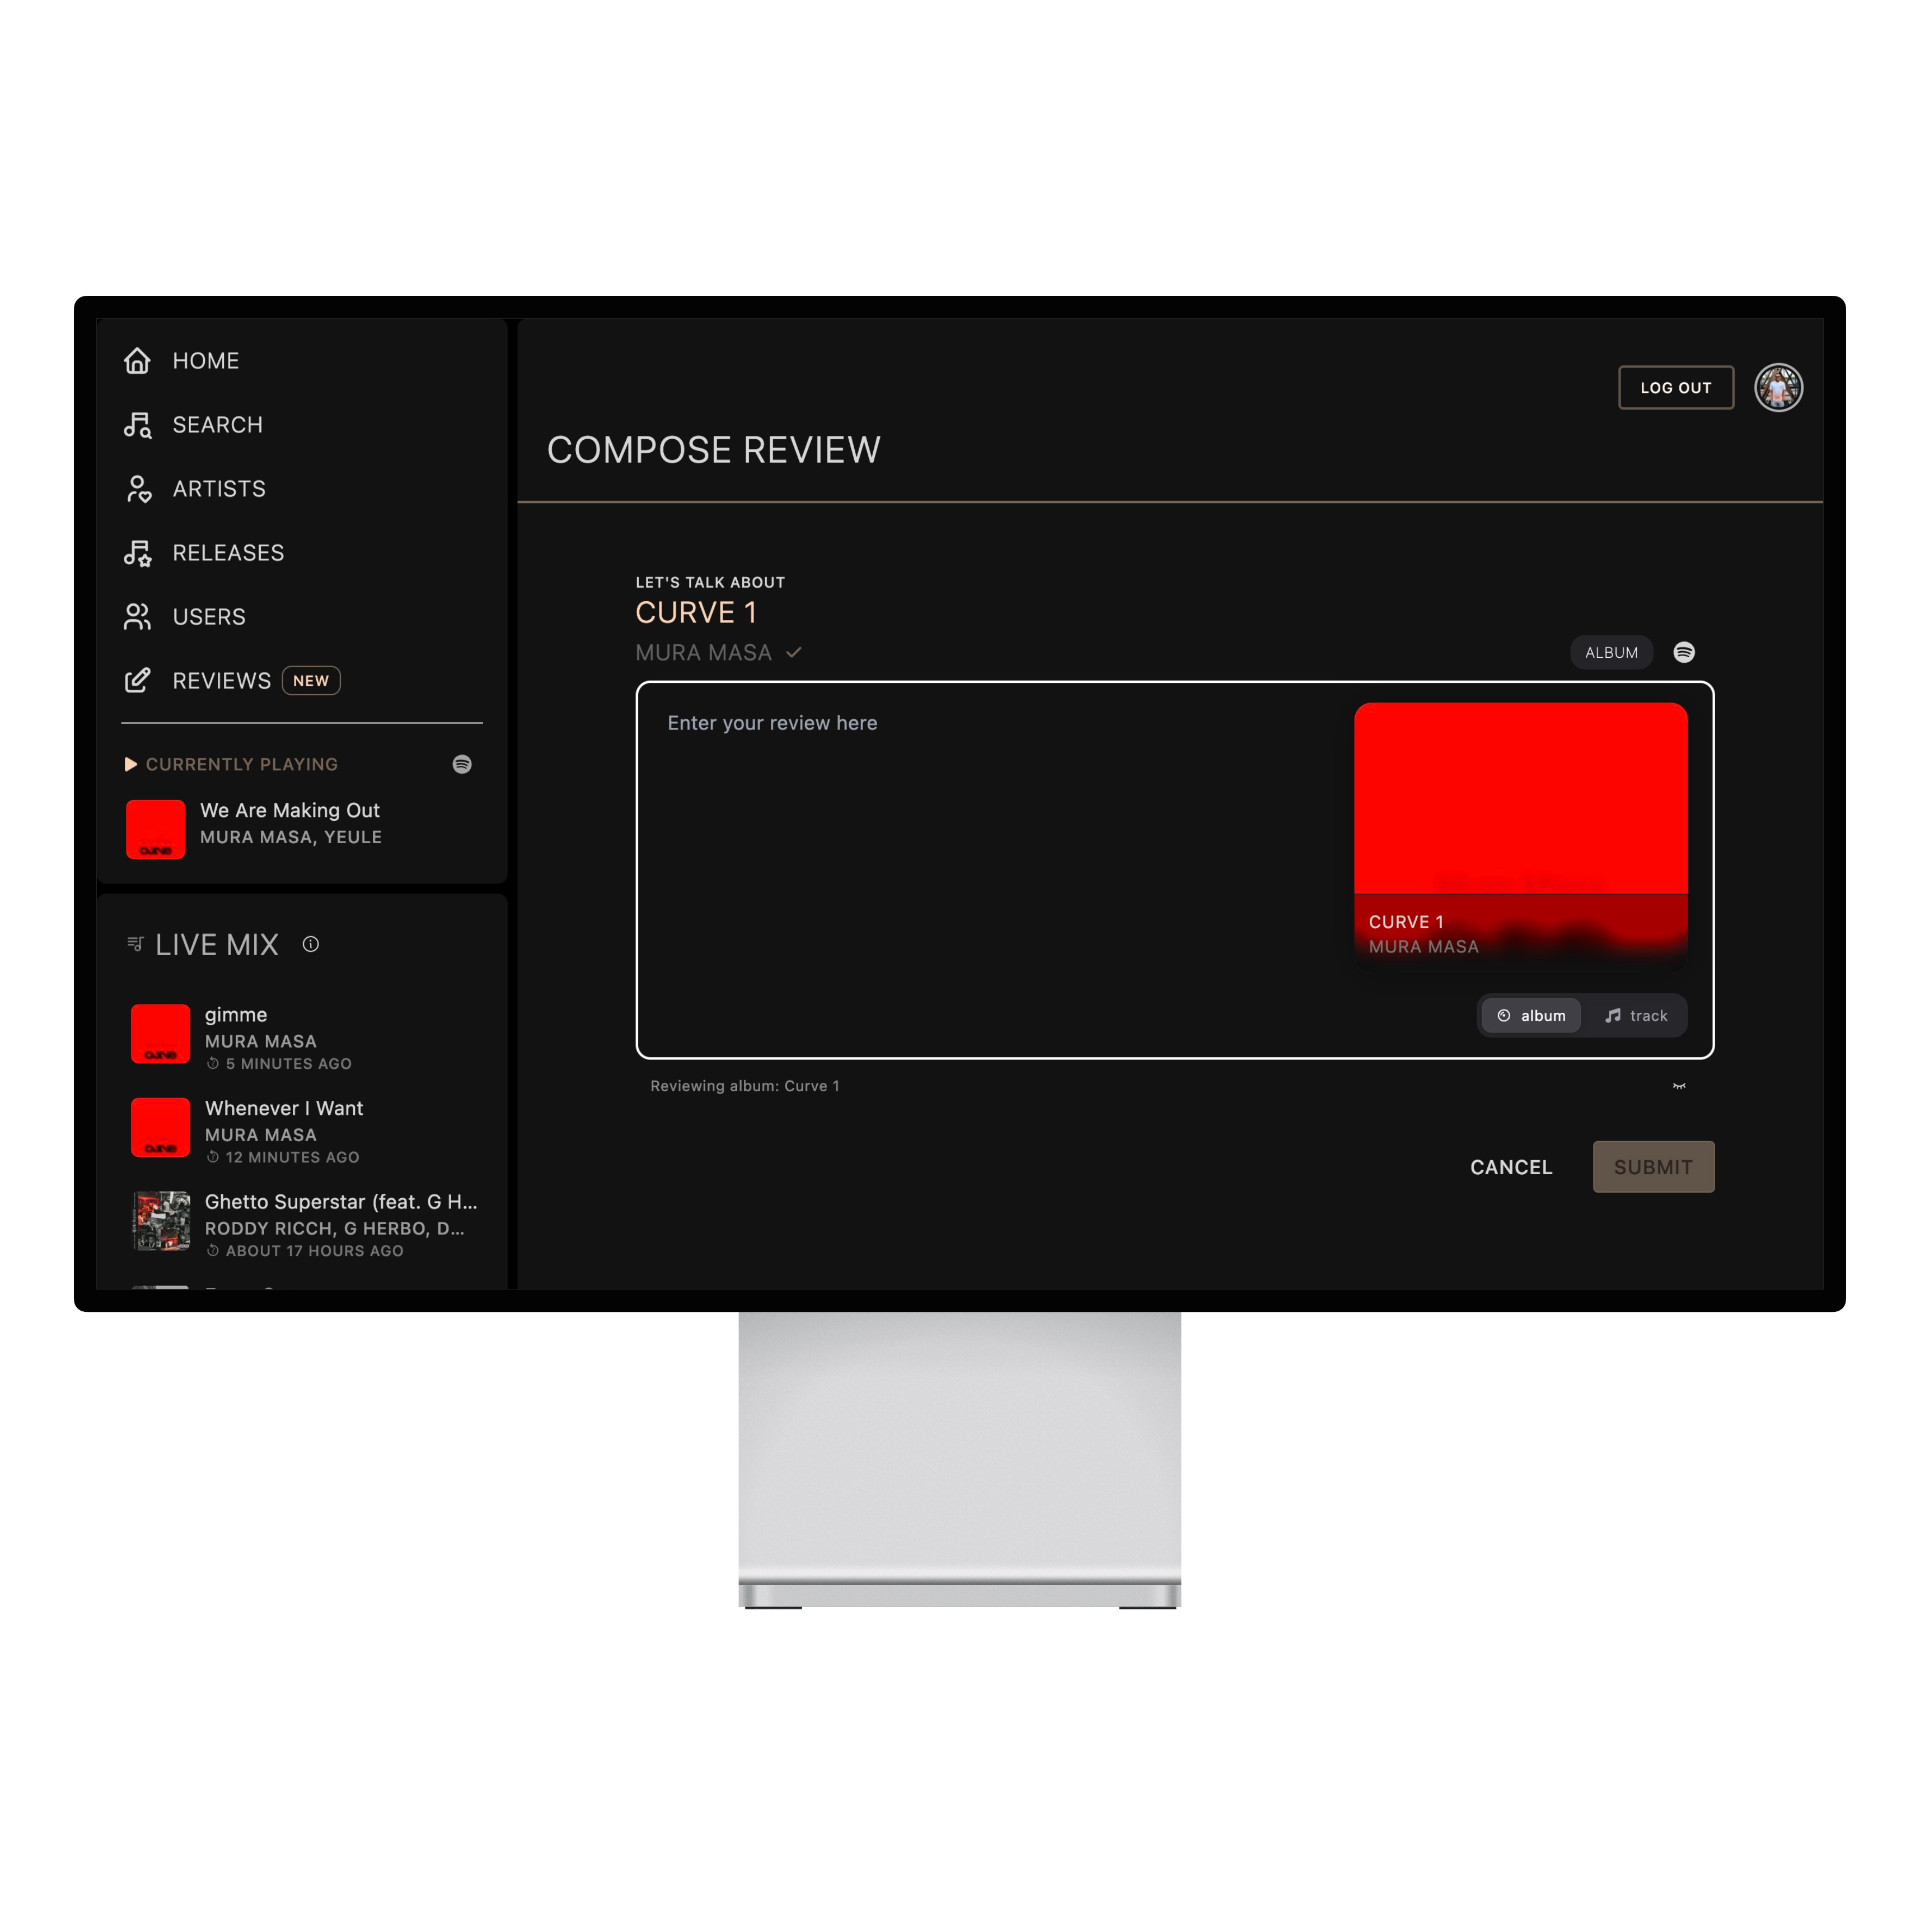 HOME
SEARCH
ARTISTS
RELEASES
USERS
REVIEWS NEW
CURRENTLY PLAYING
We Are Making Out
MURA MASA, YEULE
LIVE MIX
gimme
MURA MASA
5 MINUTES AGO
Whenever I Want
MURA MASA
12 MINUTES AGO
Ghetto Superstar (feat. G H...
RODDY RICCH, G HERBO, D...
ABOUT 17 HOURS AGO
LOG OUT
COMPOSE REVIEW
LET'S TALK ABOUT
CURVE 1
MURA MASA
ALBUM
Enter your review here
CURVE 1
MURA MASA
album
track
Reviewing album: Curve 1
CANCEL
SUBMIT